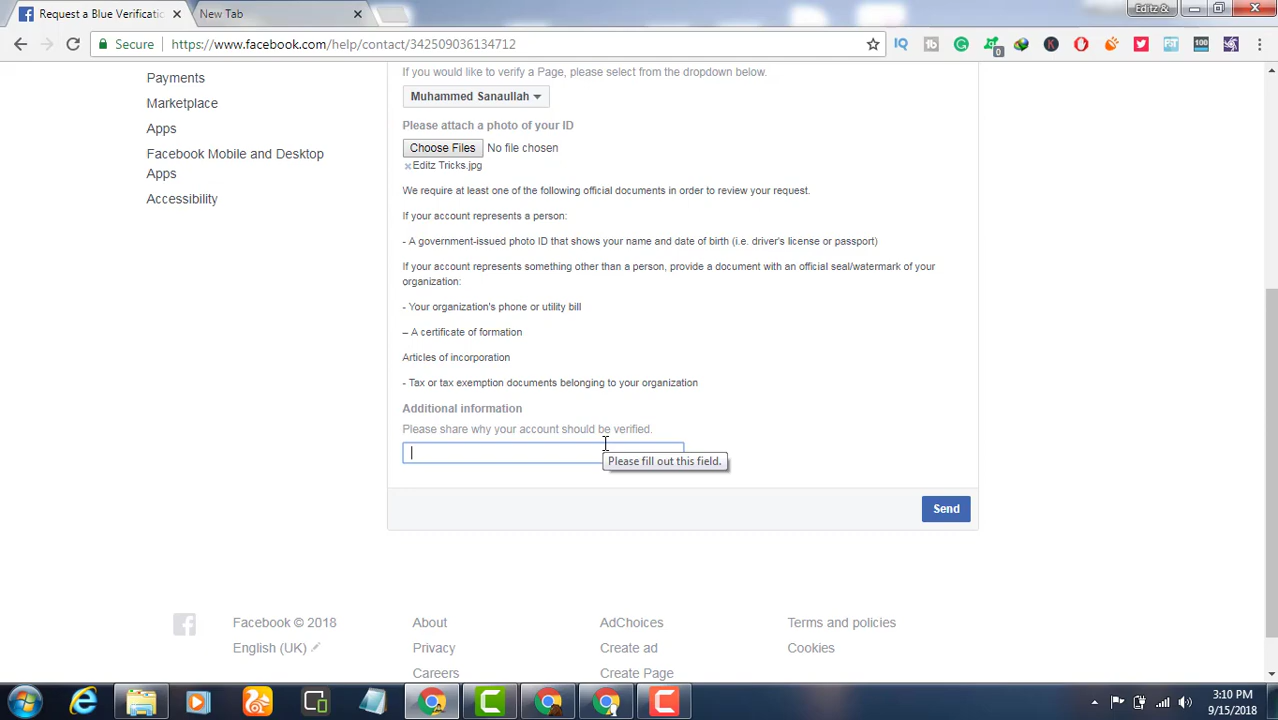 Request a Blue Verificatio
New Tab
Editz &
Secure
https://www.facebook.com/help/contact/342509036134712
Payments
Marketplace
Apps
Facebook Mobile and Desktop
Apps
Accessibility
If you would like to verify a Page, please select from the dropdown below.
Muhammed Sanaullah
Please attach a photo of your ID
Choose Files No file chosen
Editz Tricks.jpg
We require at least one of the following official documents in order to review your request.
If your account represents a person:
- A government-issued photo ID that shows your name and date of birth (i.e. driver's license or passport)
If your account represents something other than a person, provide a document with an official seal/watermark of your
organization:
- Your organization's phone or utility bill
– A certificate of formation
Articles of incorporation
- Tax or tax exemption documents belonging to your organization
Additional information
Please share why your account should be verified.
Please fill out this field.
Send
Facebook © 2018
English (UK)
About
Privacy
Careers
AdChoices
Create ad
Create Page
Terms and policies
Cookies
3:10 PM
9/15/2018